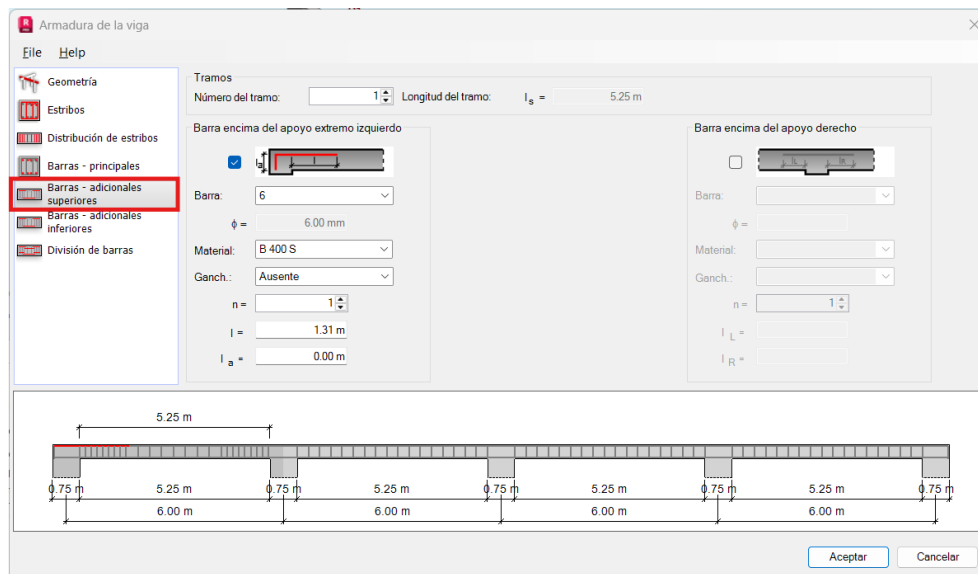 Armadura de la viga
File Help
Geometría
Estribos
Distribución de estribos
Barras - principales
Barras - adicionales
superiores
Barras - adicionales
inferiores
División de barras
Tramos
Número del tramo: 1 Longitud del tramo: l s = 5.25 m
Barra encima del apoyo extremo izquierdo
la l
Barra: 6
ϕ = 6.00 mm
Material: B 400 S
Ganch.: Ausente
n = 1
l = 1.31 m
l a = 0.00 m
Barra encima del apoyo derecho
lL lR
Barra:
ϕ =
Material:
Ganch.:
n = 1
l L =
l R =
5.25 m
0.75 m 5.25 m 0.75 m 5.25 m 0.75 m 5.25 m 0.75 m 5.25 m 0.75 m
6.00 m 6.00 m 6.00 m 6.00 m
Aceptar Cancelar